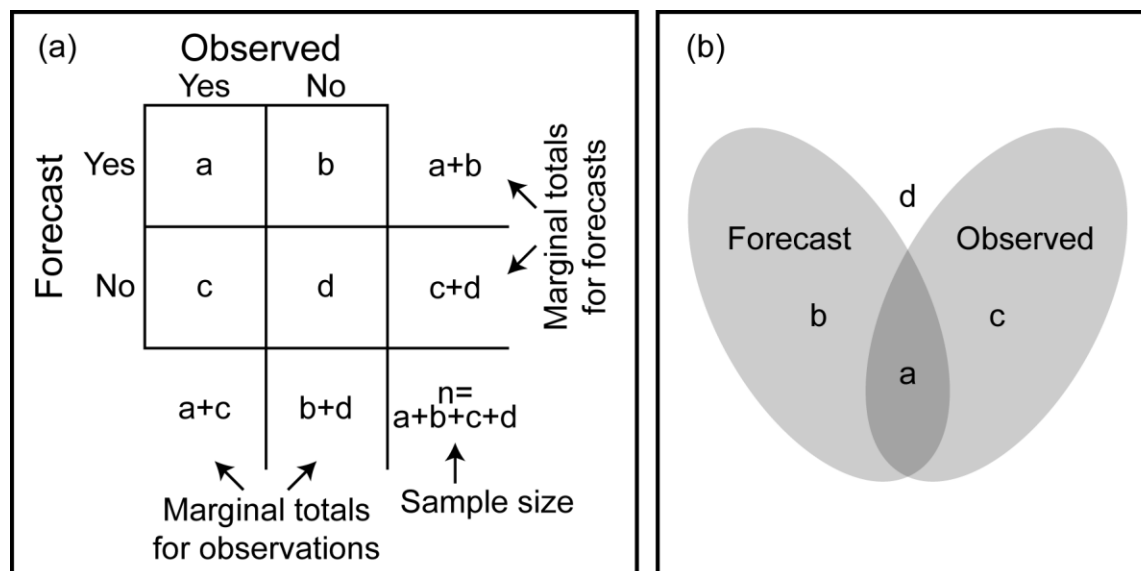 (a)
Observed
Yes No
Forecast
Yes a b a+b
No c d c+d
Marginal totals
for forecasts
a+c b+d n=
a+b+c+d
Marginal totals
for observations
Sample size
(b)
d
Forecast Observed
b c
a